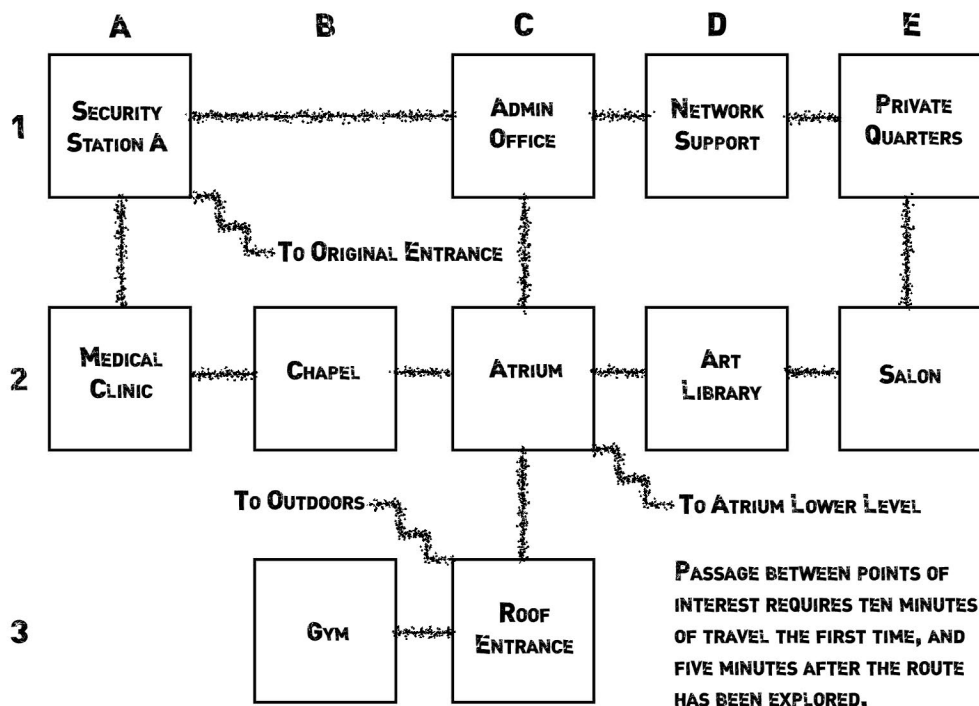 A B C D E
1
Security
Station A
Admin
Office
Network
Support
Private
Quarters
To Original Entrance
2
Medical
Clinic
Chapel
Atrium
Art
Library
Salon
To Outdoors
To Atrium Lower Level
3
Gym
Roof
Entrance
Passage between points of
interest requires ten minutes
of travel the first time, and
five minutes after the route
has been explored.